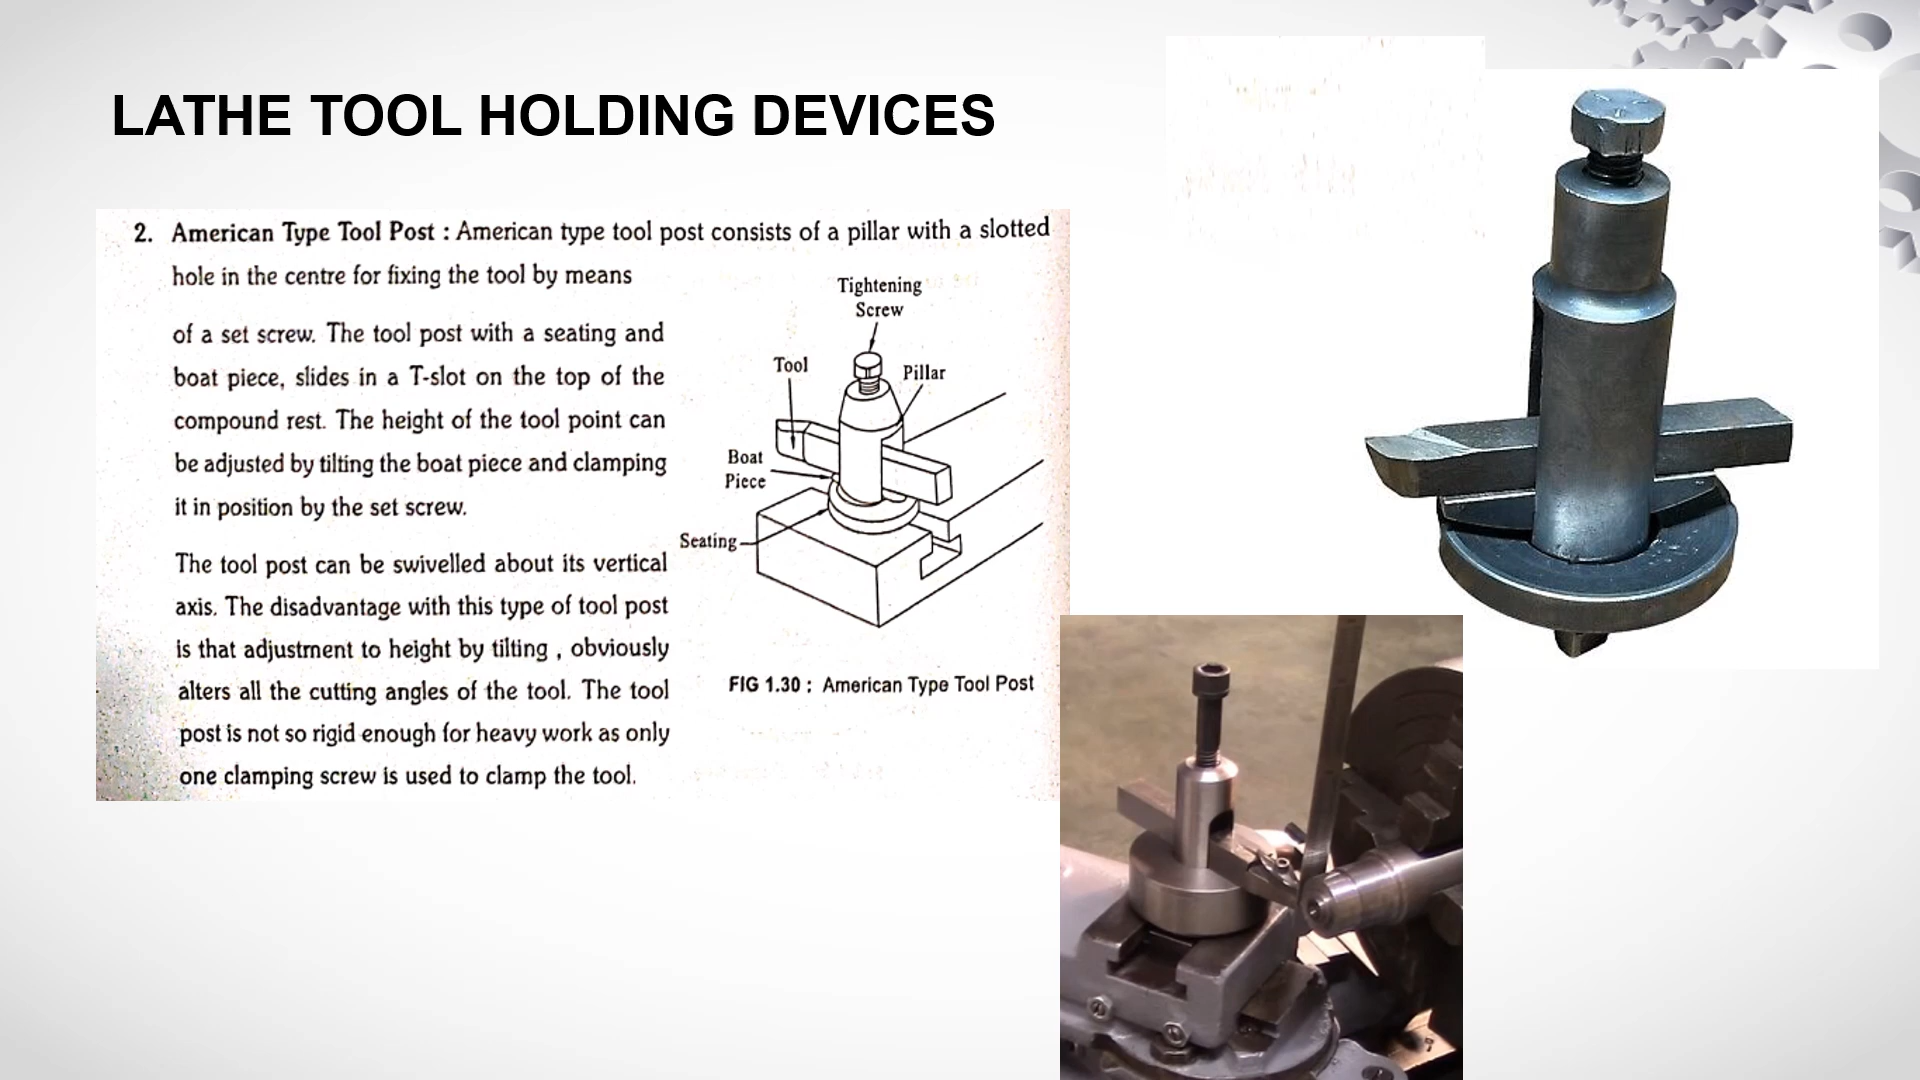 LATHE TOOL HOLDING DEVICES
2. American Type Tool Post : American type tool post consists of a pillar with a slotted
hole in the centre for fixing the tool by means
of a set screw. The tool post with a seating and
boat piece, slides in a T-slot on the top of the
compound rest. The height of the tool point can
be adjusted by tilting the boat piece and clamping
it in position by the set screw.
The tool post can be swivelled about its vertical
axis. The disadvantage with this type of tool post
is that adjustment to height by tilting , obviously
alters all the cutting angles of the tool. The tool
post is not so rigid enough for heavy work as only
one clamping screw is used to clamp the tool.
Tightening
Screw
Tool
Pillar
Boat
Piece
Seating
FIG 1.30 : American Type Tool Post